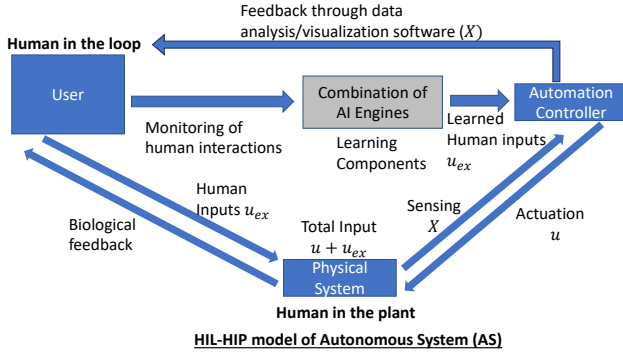 Feedback through data
analysis/visualization software (X)
Human in the loop
User
Combination of
AI Engines
Automation
Controller
Monitoring of
human interactions
Learning
Components
Learned
Human inputs
u_ex
Human
Inputs u_ex
Biological
feedback
Total Input
u + u_ex
Sensing
X
Actuation
u
Physical
System
Human in the plant
HIL-HIP model of Autonomous System (AS)